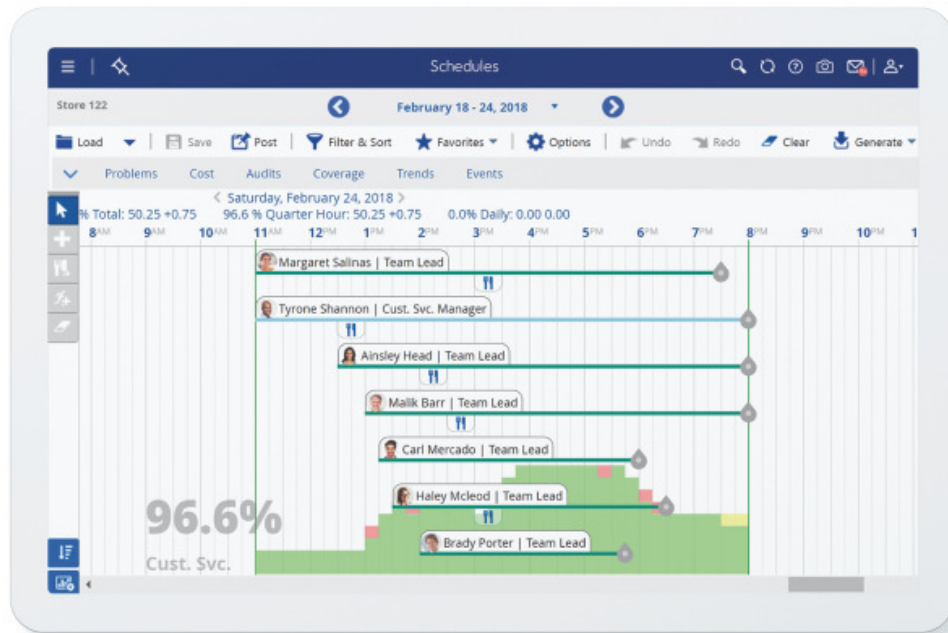 Schedules
Store 122
February 18 - 24, 2018
Load
Save
Post
Filter & Sort
Favorites
Options
Undo
Redo
Clear
Generate
Problems
Cost
Audits
Coverage
Trends
Events
Saturday, February 24, 2018
% Total: 50.25 +0.75 96.6 % Quarter Hour: 50.25 +0.75 0.0% Daily: 0.00 0.00
8AM 9AM 10AM 11AM 12PM 1PM 2PM 3PM 4PM 5PM 6PM 7PM 8PM 9PM 10PM 1
Margaret Salinas | Team Lead
Tyrone Shannon | Cust. Svc. Manager
Ainsley Head | Team Lead
Malik Barr | Team Lead
Carl Mercado | Team Lead
Haley Mcleod | Team Lead
96.6%
Brady Porter | Team Lead
Cust. Svc.